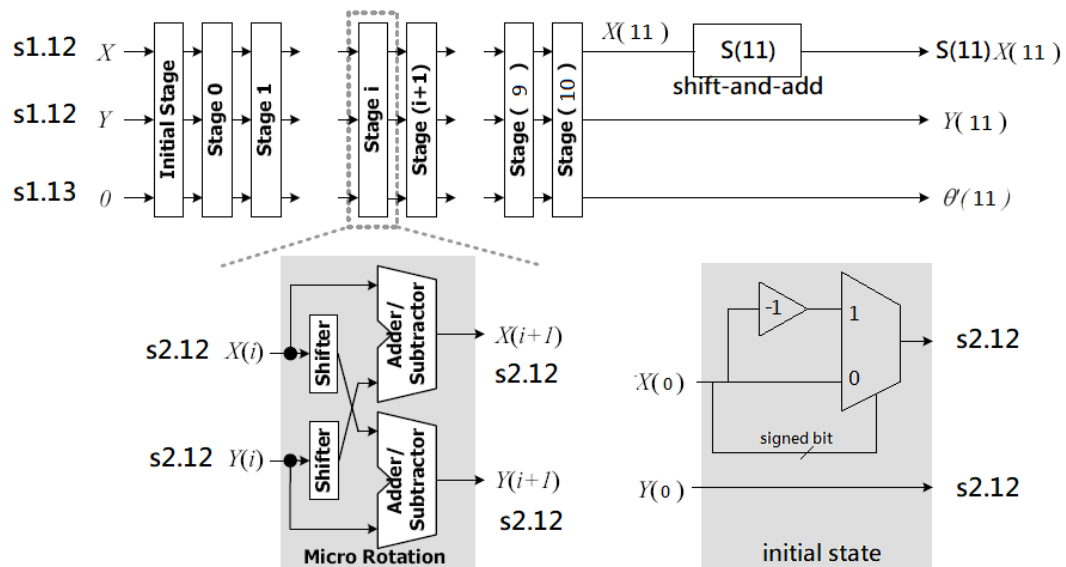 X(11)
s1.12 X
S(11)
S(11)X(11)
shift-and-add
s1.12 Y
Y(11)
s1.13 θ
θ'(11)
Initial Stage
Stage 0
Stage 1
Stage i
Stage (i+1)
Stage ( 9 )
Stage( 10 )
s2.12 X(i)
Shifter
Adder/
Subtractor
X(i+1)
s2.12
s2.12 Y(i)
Shifter
Adder/
Subtractor
Y(i+1)
s2.12
Micro Rotation
-1
1
0
s2.12
X(0)
signed bit
Y(0)
s2.12
initial state